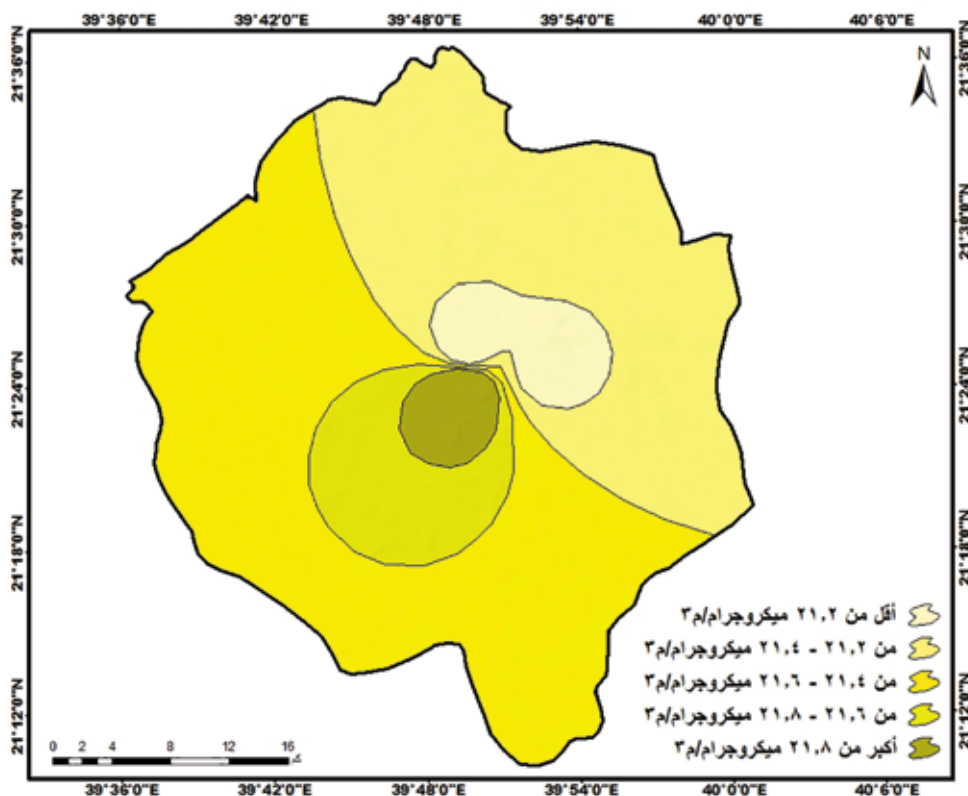 39°36'0"E 39°42'0"E 39°48'0"E 39°54'0"E 40°0'0"E 40°6'0"E
N
21°36'0"N 21°36'0"N
21°30'0"N 21°30'0"N
21°24'0"N 21°24'0"N
21°18'0"N 21°18'0"N
21°12'0"N 21°12'0"N
أقل من ٢١,٢ ميكروجرام/م٣
من ٢١,٢ - ٢١,٤ ميكروجرام/م٣
من ٢١,٤ - ٢١,٦ ميكروجرام/م٣
من ٢١,٦ - ٢١,٨ ميكروجرام/م٣
أكبر من ٢١,٨ ميكروجرام/م٣
0 2 4 8 12 16
39°36'0"E 39°42'0"E 39°48'0"E 39°54'0"E 40°0'0"E 40°6'0"E